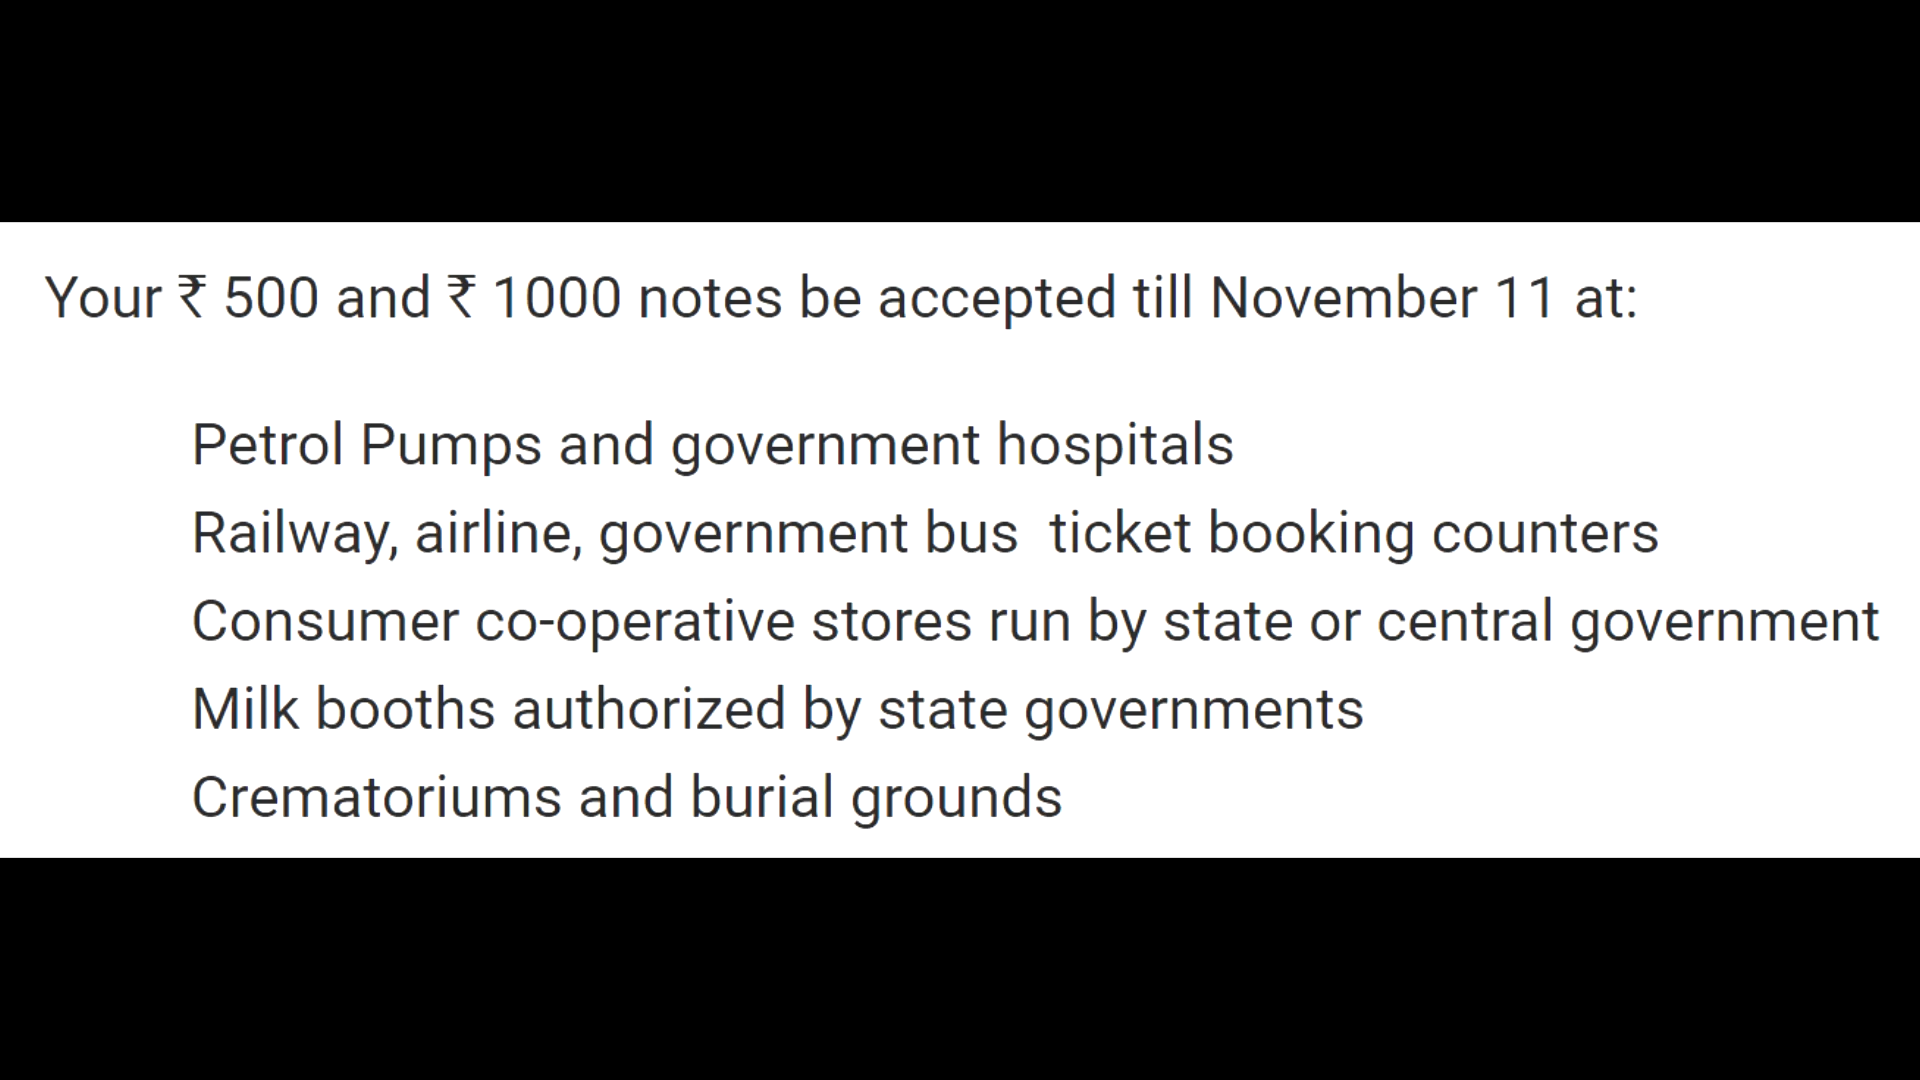 Your ₹ 500 and ₹ 1000 notes be accepted till November 11 at:
Petrol Pumps and government hospitals
Railway, airline, government bus  ticket booking counters
Consumer co-operative stores run by state or central government
Milk booths authorized by state governments
Crematoriums and burial grounds